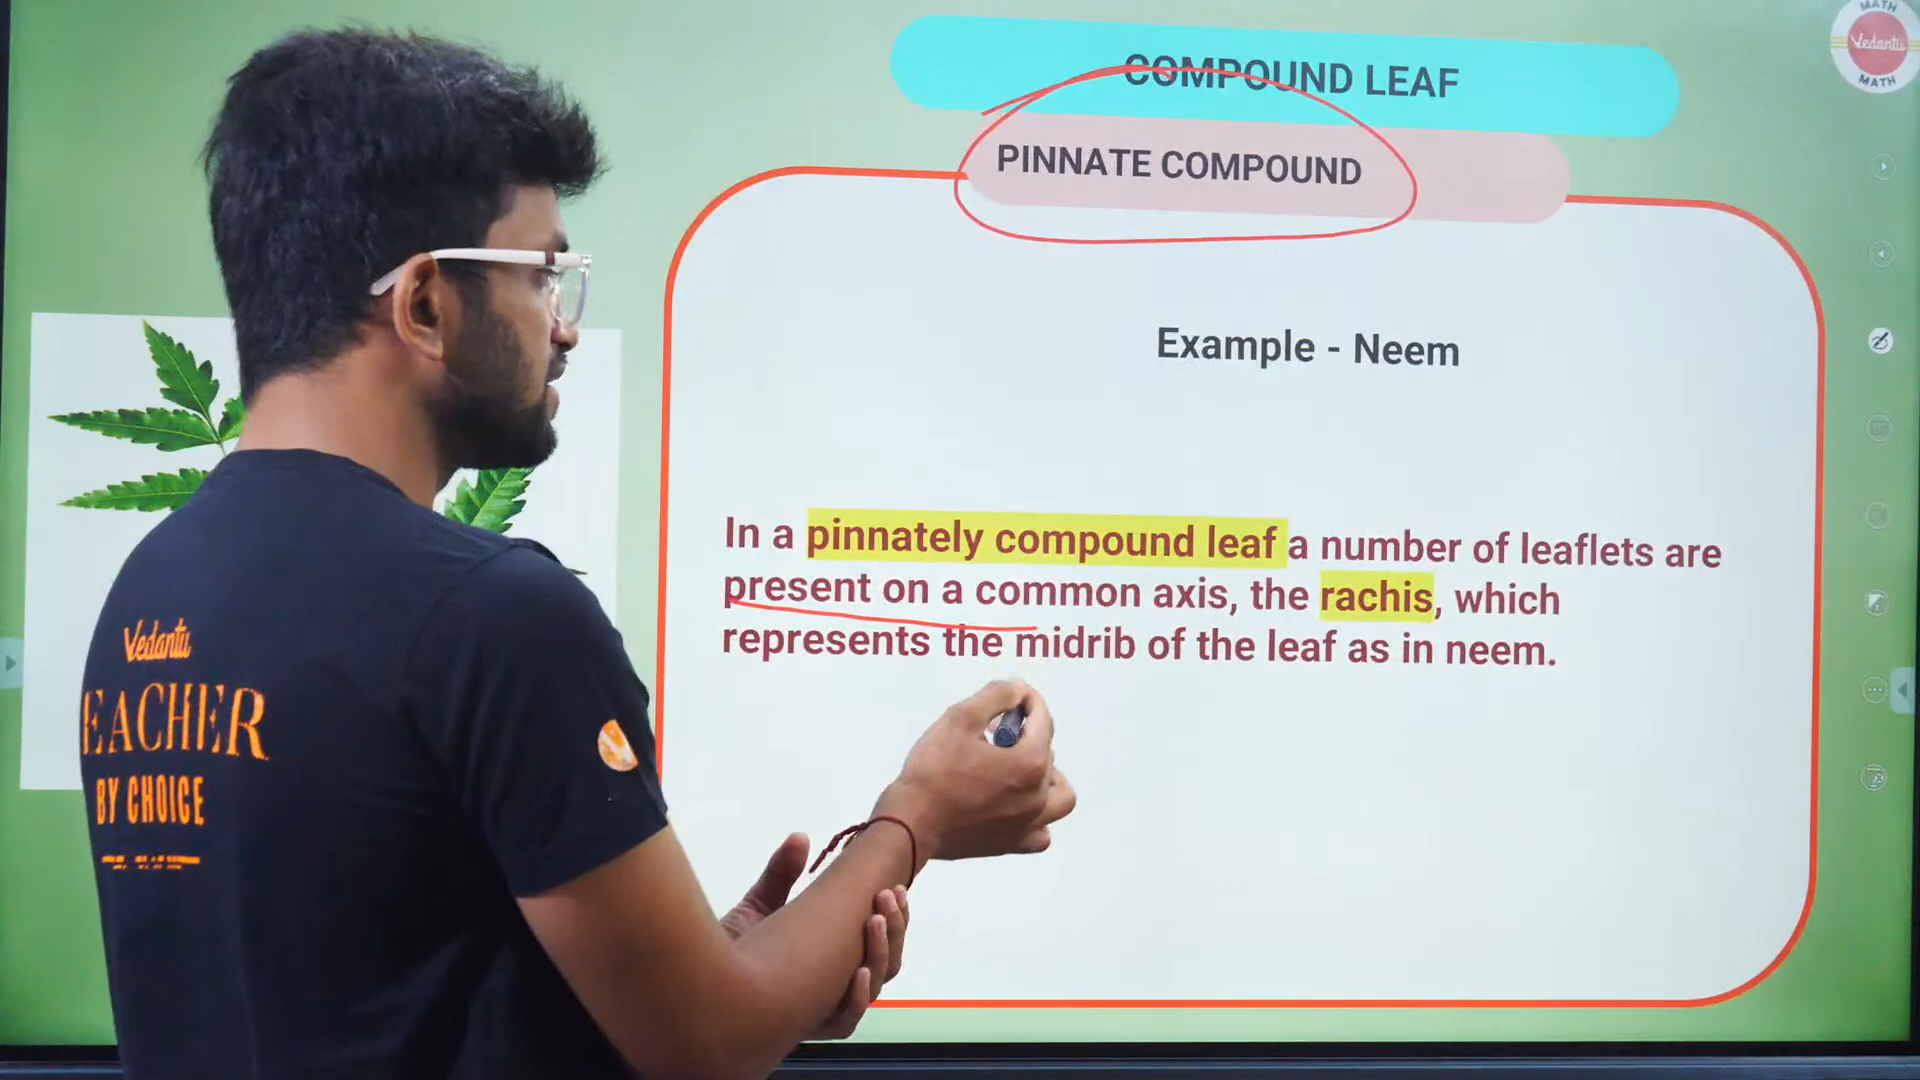 MATH
Vedantu
MATH
COMPOUND LEAF
PINNATE COMPOUND
Example - Neem
In a pinnately compound leaf a number of leaflets are
present on a common axis, the rachis, which
represents the midrib of the leaf as in neem.
Vedantu
EACHER
BY CHOICE